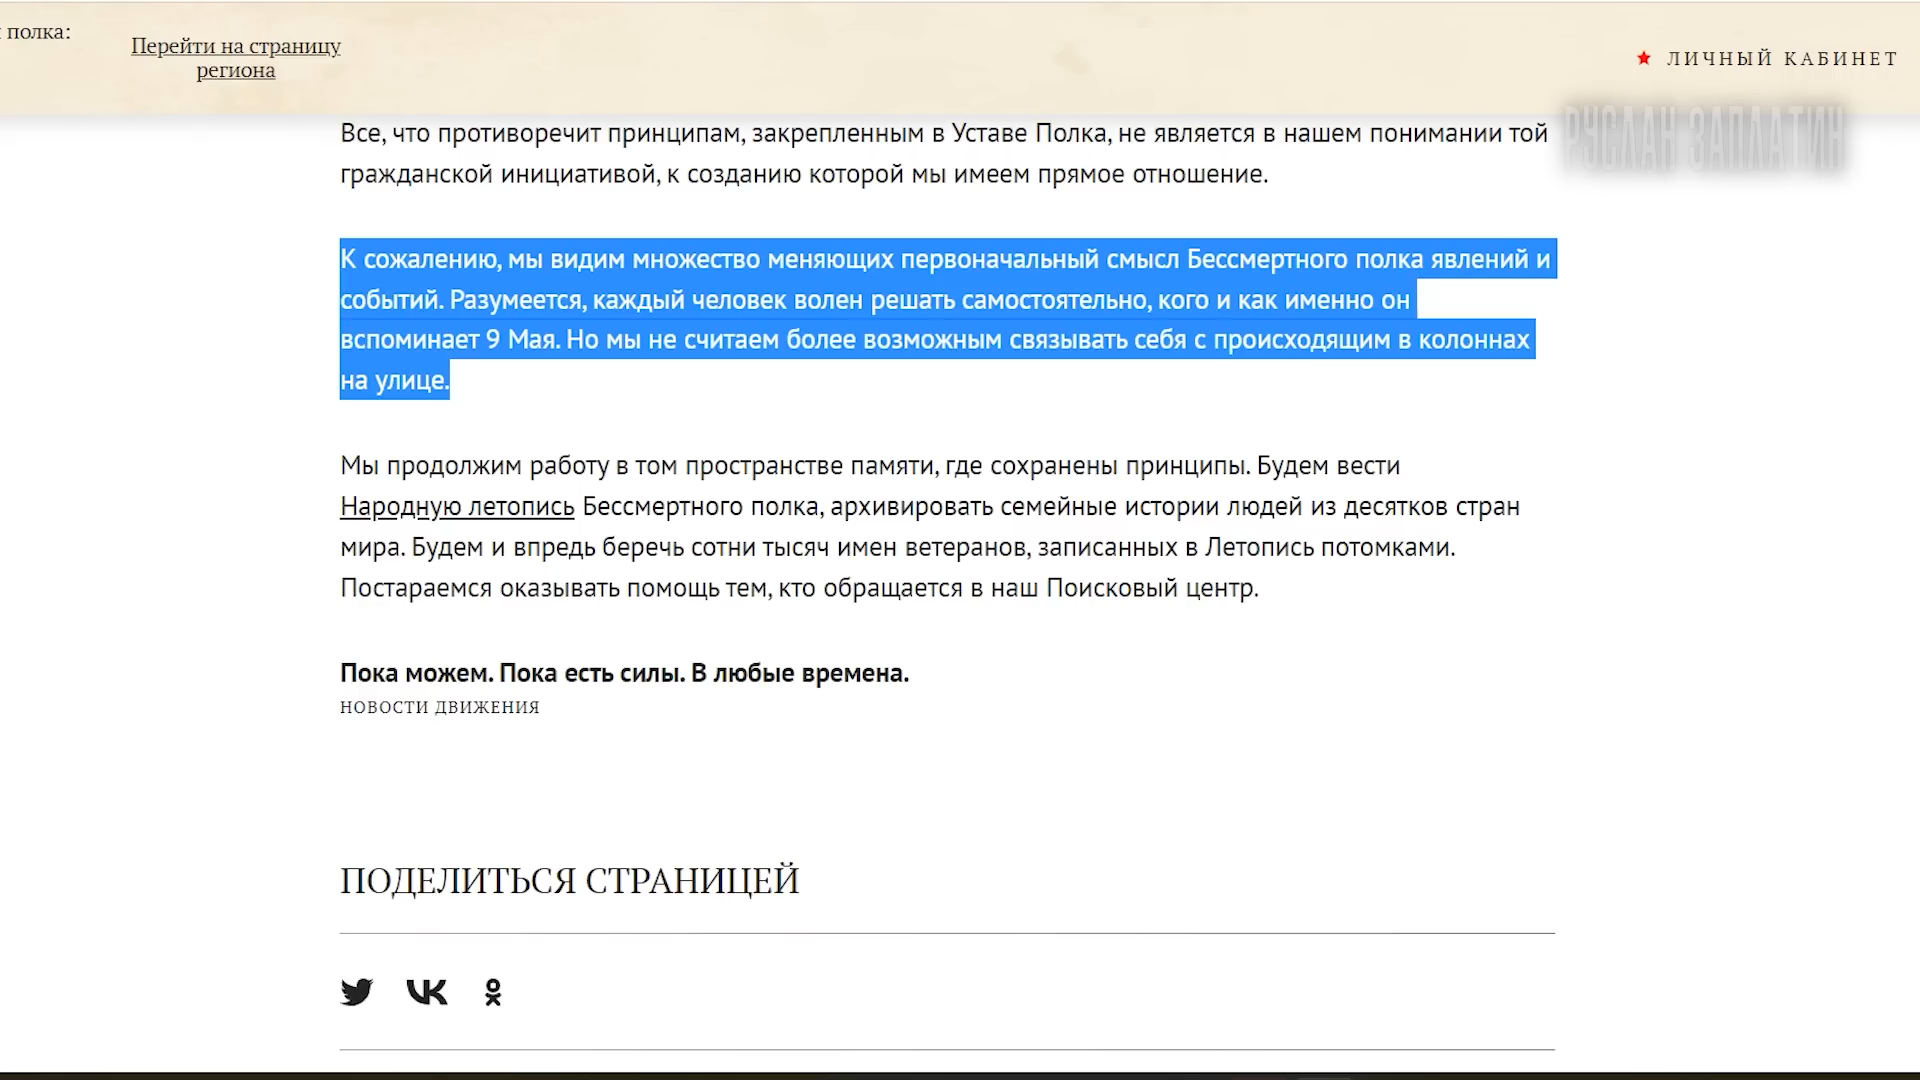 полка:
Перейти на страницу
региона
ЛИЧНЫЙ КАБИНЕТ
РУСЛАН ЗАПЛАТИН
Все, что противоречит принципам, закрепленным в Уставе Полка, не является в нашем понимании той
гражданской инициативой, к созданию которой мы имеем прямое отношение.
К сожалению, мы видим множество меняющих первоначальный смысл Бессмертного полка явлений и
событий. Разумеется, каждый человек волен решать самостоятельно, кого и как именно он
вспоминает 9 Мая. Но мы не считаем более возможным связывать себя с происходящим в колоннах
на улице.
Мы продолжим работу в том пространстве памяти, где сохранены принципы. Будем вести
Народную летопись Бессмертного полка, архивировать семейные истории людей из десятков стран
мира. Будем и впредь беречь сотни тысяч имен ветеранов, записанных в Летопись потомками.
Постараемся оказывать помощь тем, кто обращается в наш Поисковый центр.
Пока можем. Пока есть силы. В любые времена.
НОВОСТИ ДВИЖЕНИЯ
ПОДЕЛИТЬСЯ СТРАНИЦЕЙ